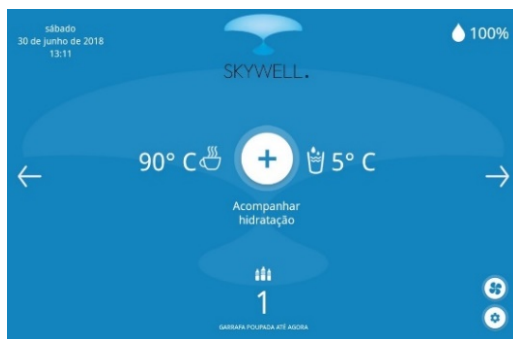 sábado
30 de junho de 2018
13:11
SKYWELL.
100%
90° C
5° C
Acompanhar
hidratação
1
GARRAFA POUPADA ATÉ AGORA